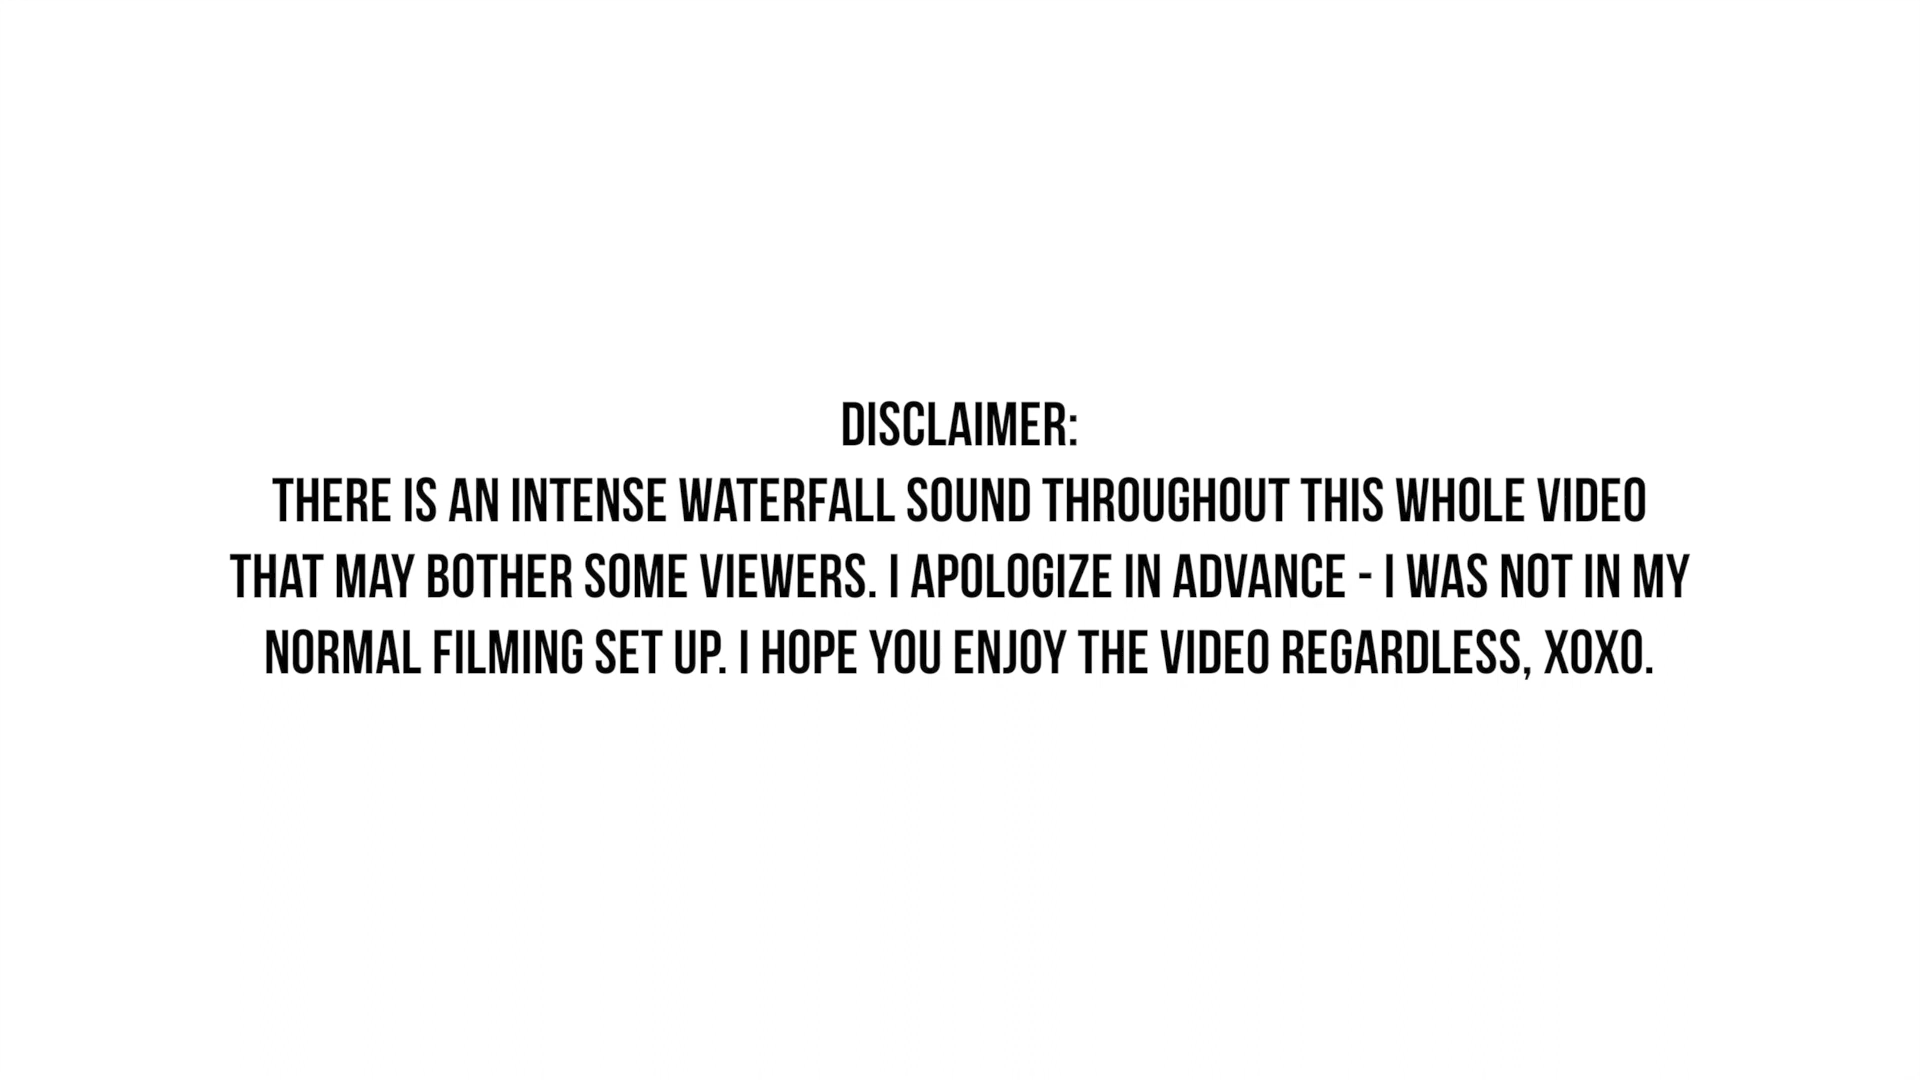 DISCLAIMER:
THERE IS AN INTENSE WATERFALL SOUND THROUGHOUT THIS WHOLE VIDEO
THAT MAY BOTHER SOME VIEWERS. I APOLOGIZE IN ADVANCE - I WAS NOT IN MY
NORMAL FILMING SET UP. I HOPE YOU ENJOY THE VIDEO REGARDLESS, XOXO.